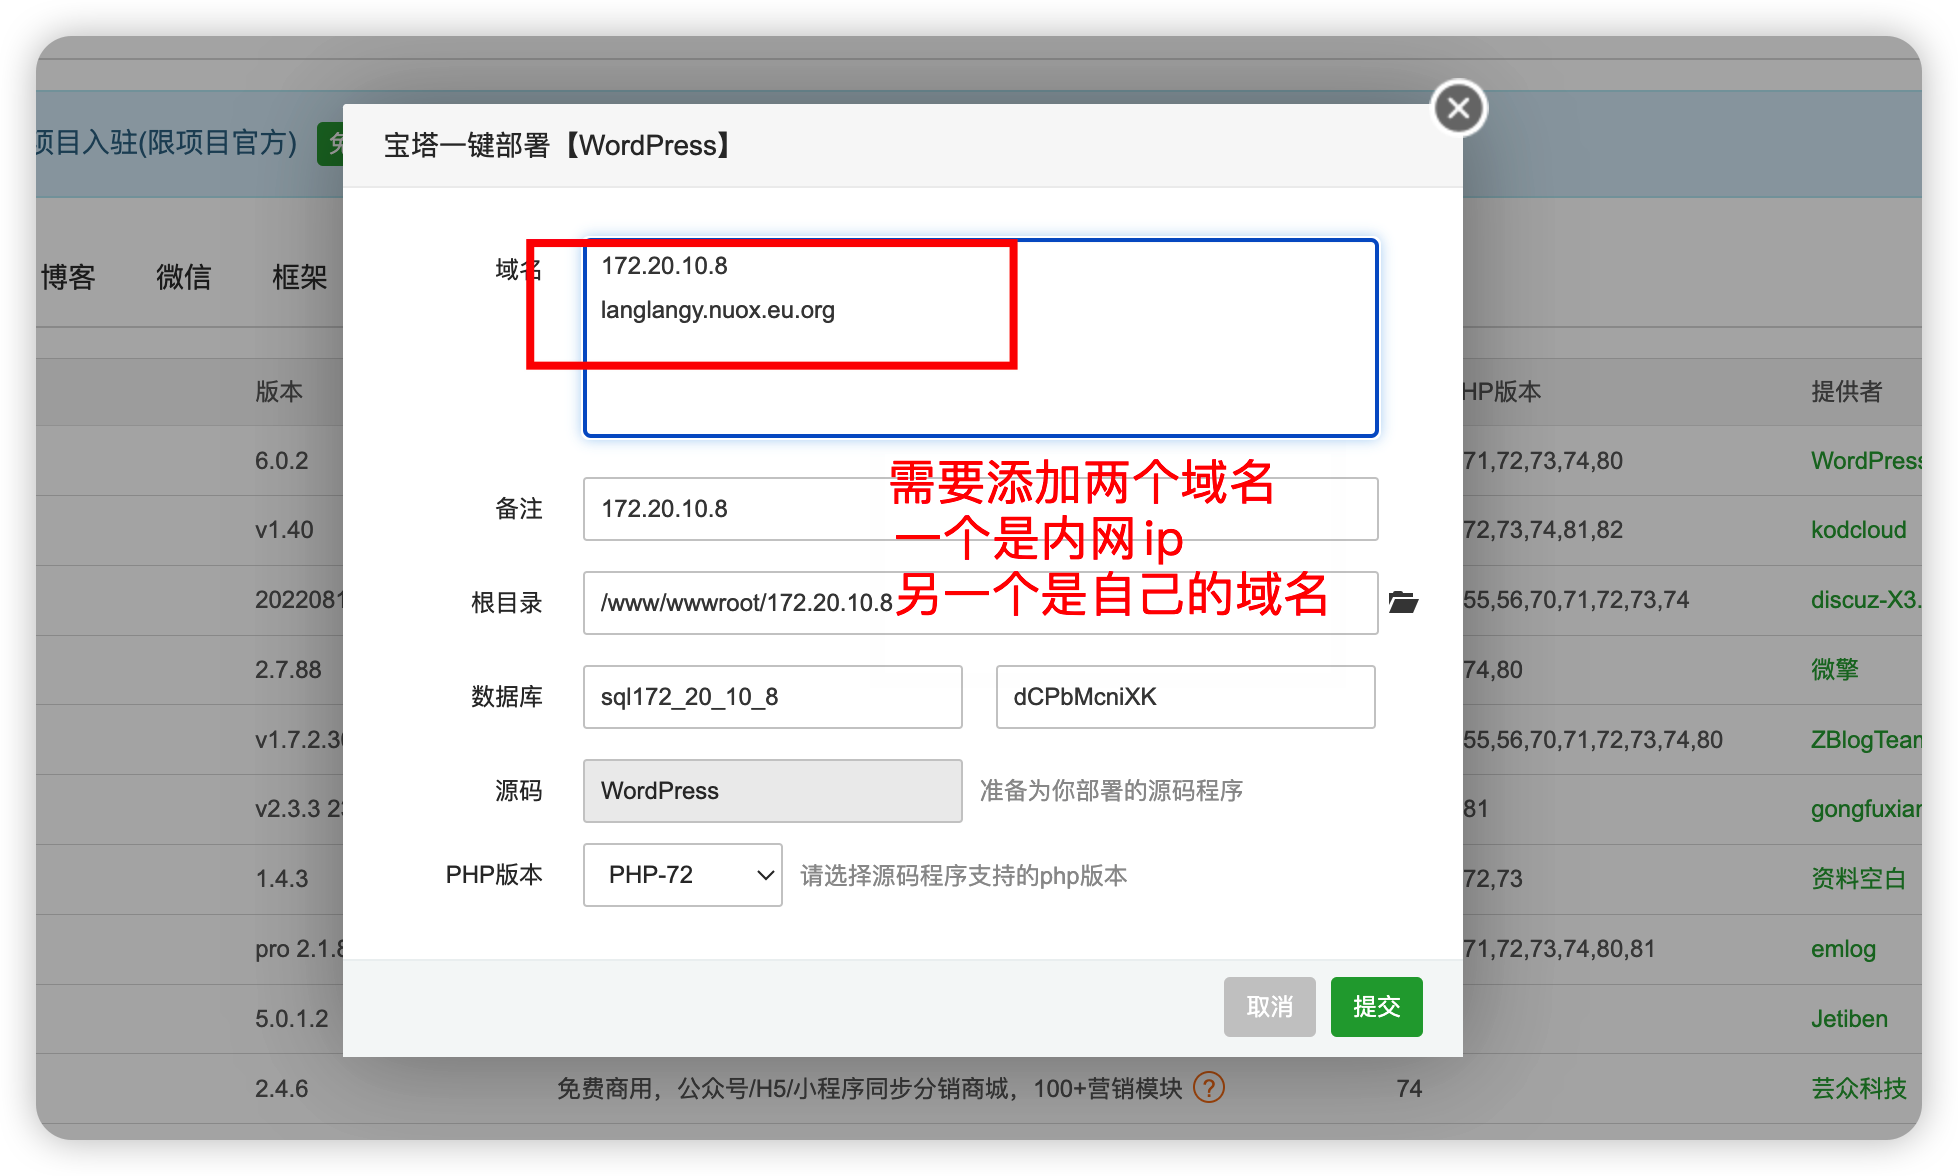 项目入驻(限项目官方)
宝塔一键部署【WordPress】
博客 微信 框架
域名
172.20.10.8
langlangy.nuox.eu.org
需要添加两个域名
一个是内网ip
另一个是自己的域名
备注 172.20.10.8
根目录 /www/wwwroot/172.20.10.8
数据库 sql172_20_10_8 dCPbMcniXK
源码 WordPress 准备为你部署的源码程序
PHP版本 PHP-72 请选择源码程序支持的php版本
取消 提交
版本 HP版本 提供者
6.0.2 71,72,73,74,80 WordPress
v1.40 72,73,74,81,82 kodcloud
2022081 55,56,70,71,72,73,74 discuz-X3.
2.7.88 74,80 微擎
v1.7.2.3 55,56,70,71,72,73,74,80 ZBlogTeam
v2.3.3 81 gongfuxian
1.4.3 72,73 资料空白
pro 2.1.8 71,72,73,74,80,81 emlog
5.0.1.2 Jetiben
2.4.6 免费商用，公众号/H5/小程序同步分销商城，100+营销模块 ? 74 芸众科技